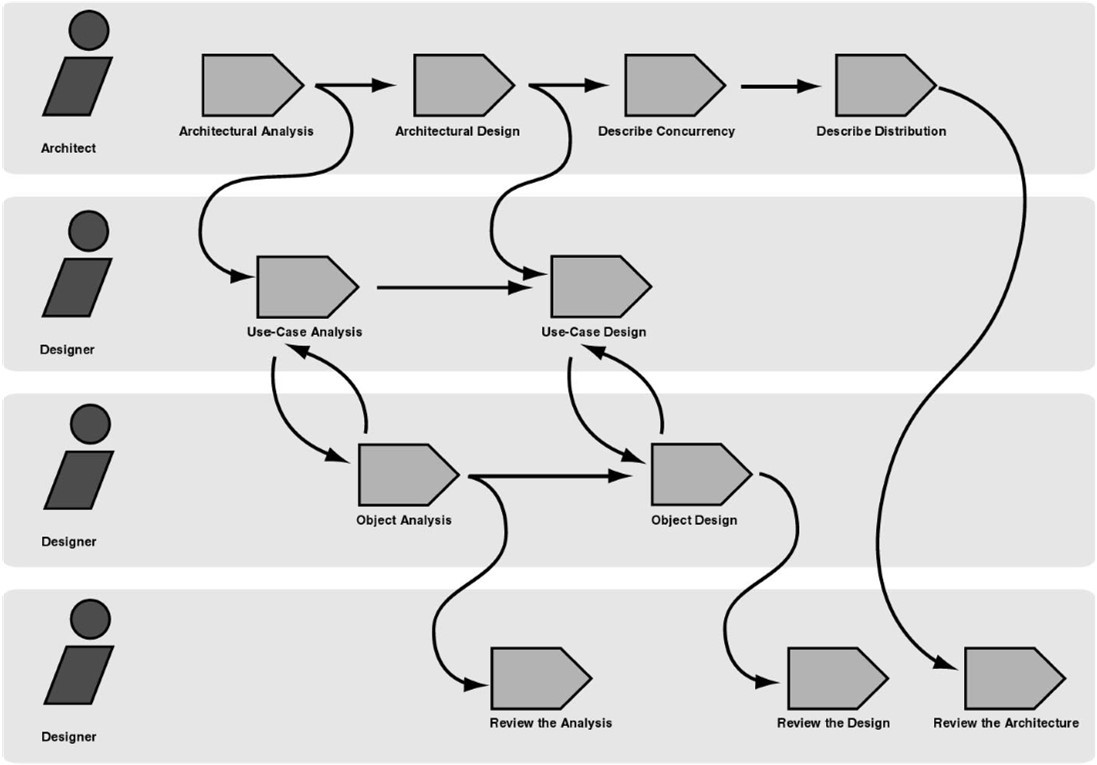 Architectural Analysis
Architectural Design
Describe Concurrency
Describe Distribution
Architect
Use-Case Analysis
Use-Case Design
Designer
Object Analysis
Object Design
Designer
Review the Analysis
Review the Design
Review the Architecture
Designer